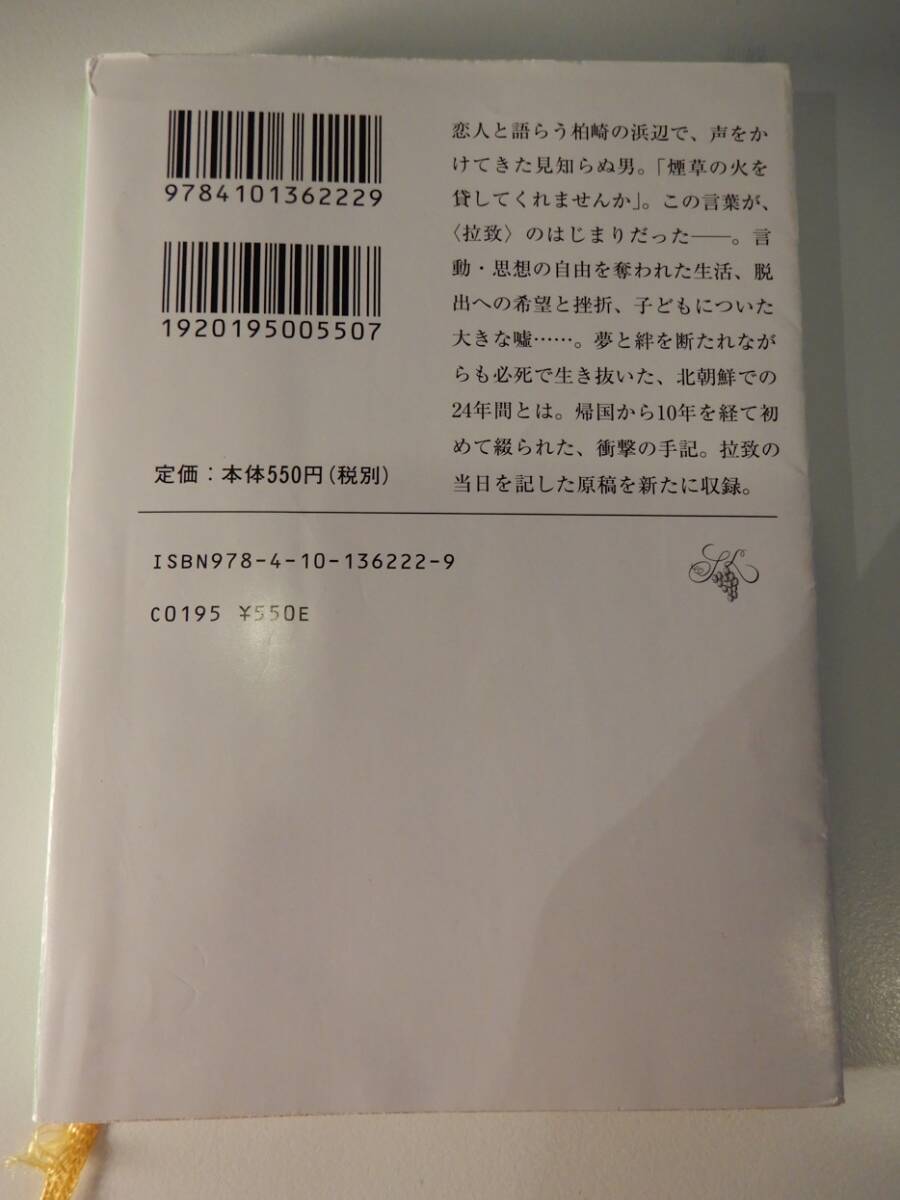 9784101362229
1920195005507
定価：本体550円（税別）
恋人と語らう柏崎の浜辺で、声をか
けてきた見知らぬ男。「煙草の火を
貸してくれませんか」。この言葉が、
〈拉致〉のはじまりだった――。言
動・思想の自由を奪われた生活、脱
出への希望と挫折、子どもについた
大きな嘘……。夢と絆を断たれなが
らも必死で生き抜いた、北朝鮮での
24年間とは。帰国から10年を経て初
めて綴られた、衝撃の手記。拉致の
当日を記した原稿を新たに収録。
ISBN978-4-10-136222-9
C0195 ¥550E